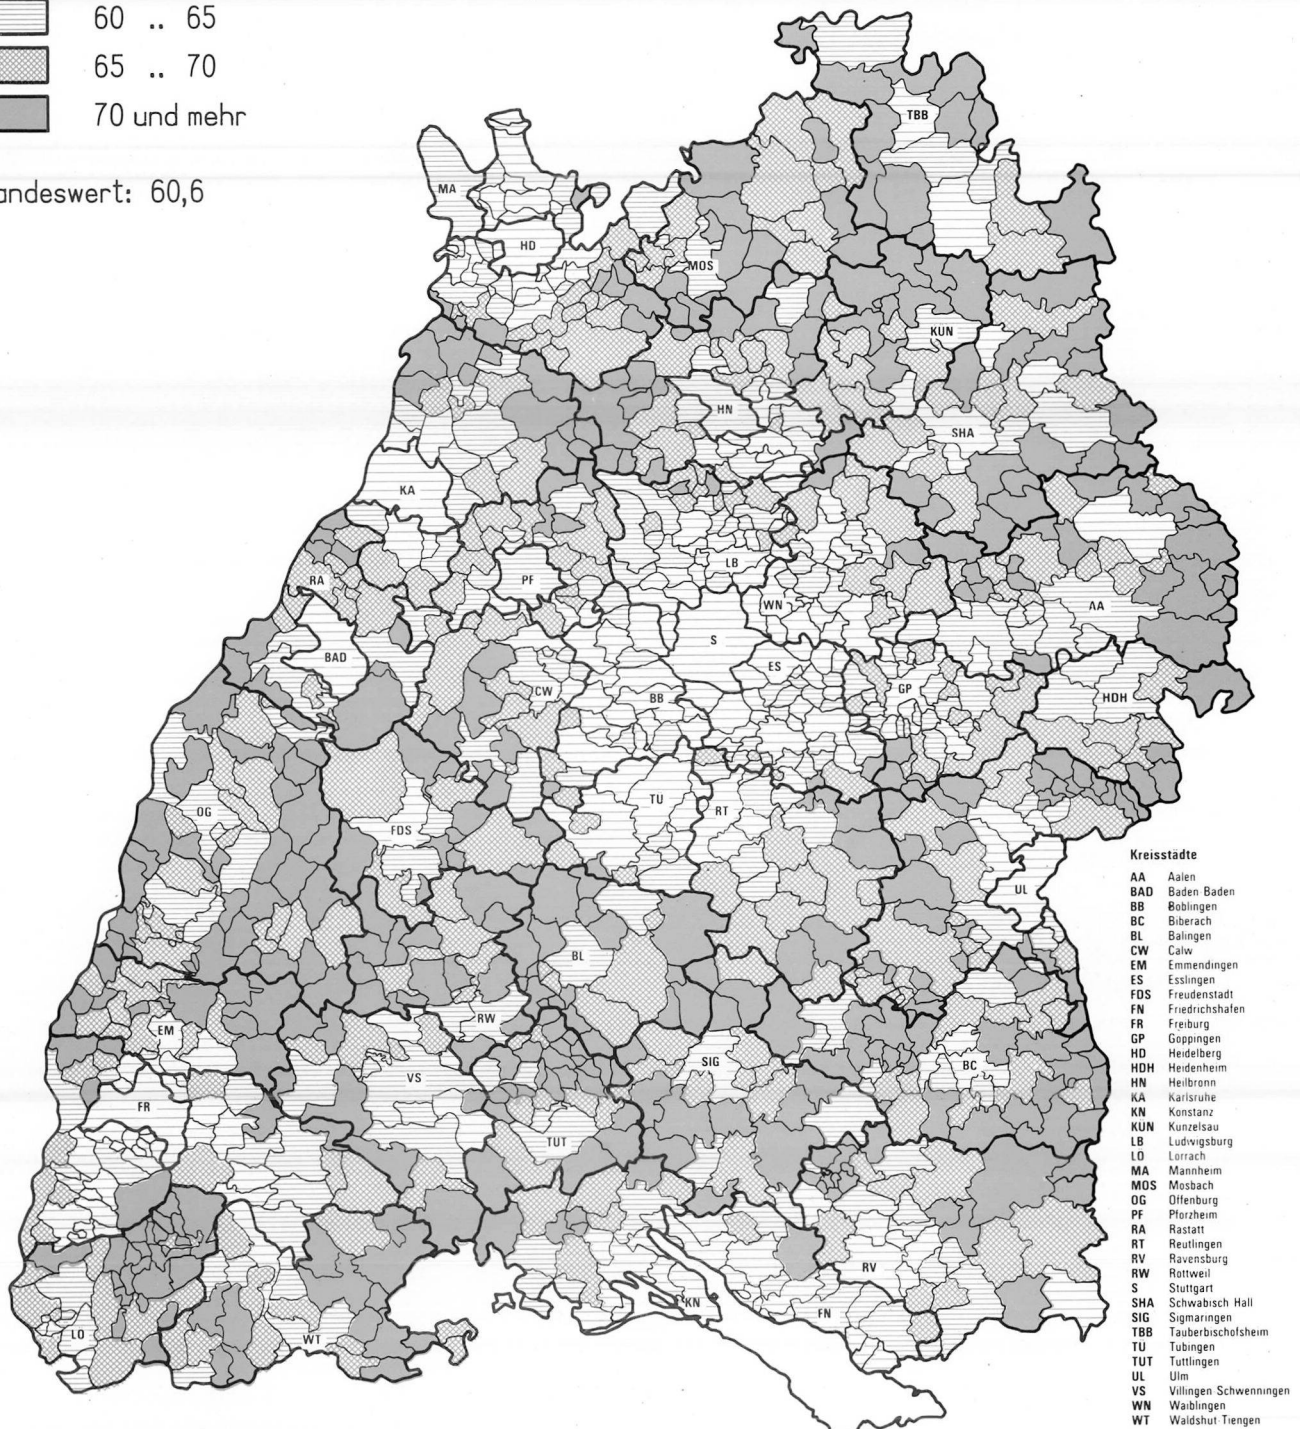 60 .. 65
65 .. 70
70 und mehr
andeswert: 60,6
TBB
MA
HD
MOS
KUN
HN
SHA
KA
LB
PF
RA
WN
AA
S
BAD
ES
CW
BB
GP
HDH
TU
RT
OG
FDS
UL
BL
RW
EM
SIG
BC
VS
FR
TUT
RV
KN
FN
LO
WT
Kreisstädte
AA Aalen
BAD Baden Baden
BB Boblingen
BC Biberach
BL Balingen
CW Calw
EM Emmendingen
ES Esslingen
FDS Freudenstadt
FN Friedrichshafen
FR Freiburg
GP Goppingen
HD Heidelberg
HDH Heidenheim
HN Heilbronn
KA Karlsruhe
KN Konstanz
KUN Kunzelsau
LB Ludwigsburg
LO Lorrach
MA Mannheim
MOS Mosbach
OG Offenburg
PF Pforzheim
RA Rastatt
RT Reutlingen
RV Ravensburg
RW Rottweil
S Stuttgart
SHA Schwabisch Hall
SIG Sigmaringen
TBB Tauberbischofsheim
TU Tubingen
TUT Tuttlingen
UL Ulm
VS Villingen Schwenningen
WN Waiblingen
WT Waldshut-Tiengen